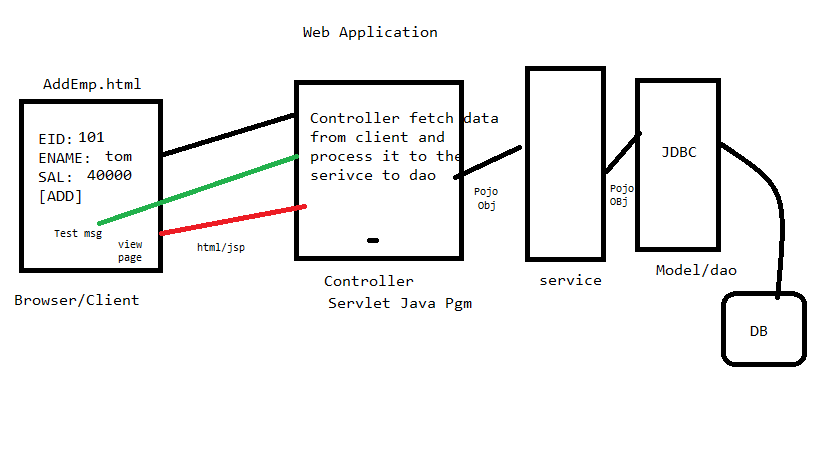 Web Application
AddEmp.html
EID: 101
ENAME: tom
SAL: 40000
[ADD]
Test msg
view
page
Browser/Client
html/jsp
Controller fetch data
from client and
process it to the
serivce to dao
Controller
Servlet Java Pgm
Pojo
Obj
service
Pojo
OBj
JDBC
Model/dao
DB